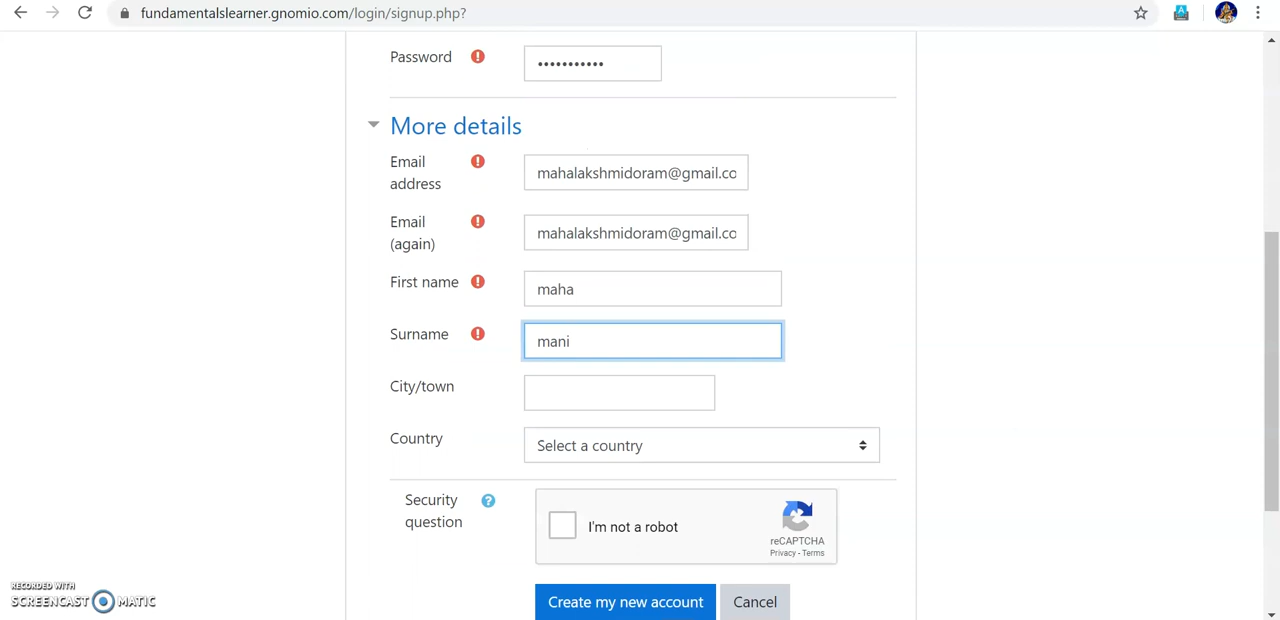 fundamentalslearner.gnomio.com/login/signup.php?
Password
•••••••••••
More details
Email address
mahalakshmidoram@gmail.co
Email (again)
mahalakshmidoram@gmail.co
First name
maha
Surname
mani
City/town
Country
Select a country
Security question
I'm not a robot
reCAPTCHA
Privacy - Terms
Create my new account
Cancel
RECORDED WITH
SCREENCAST MATIC